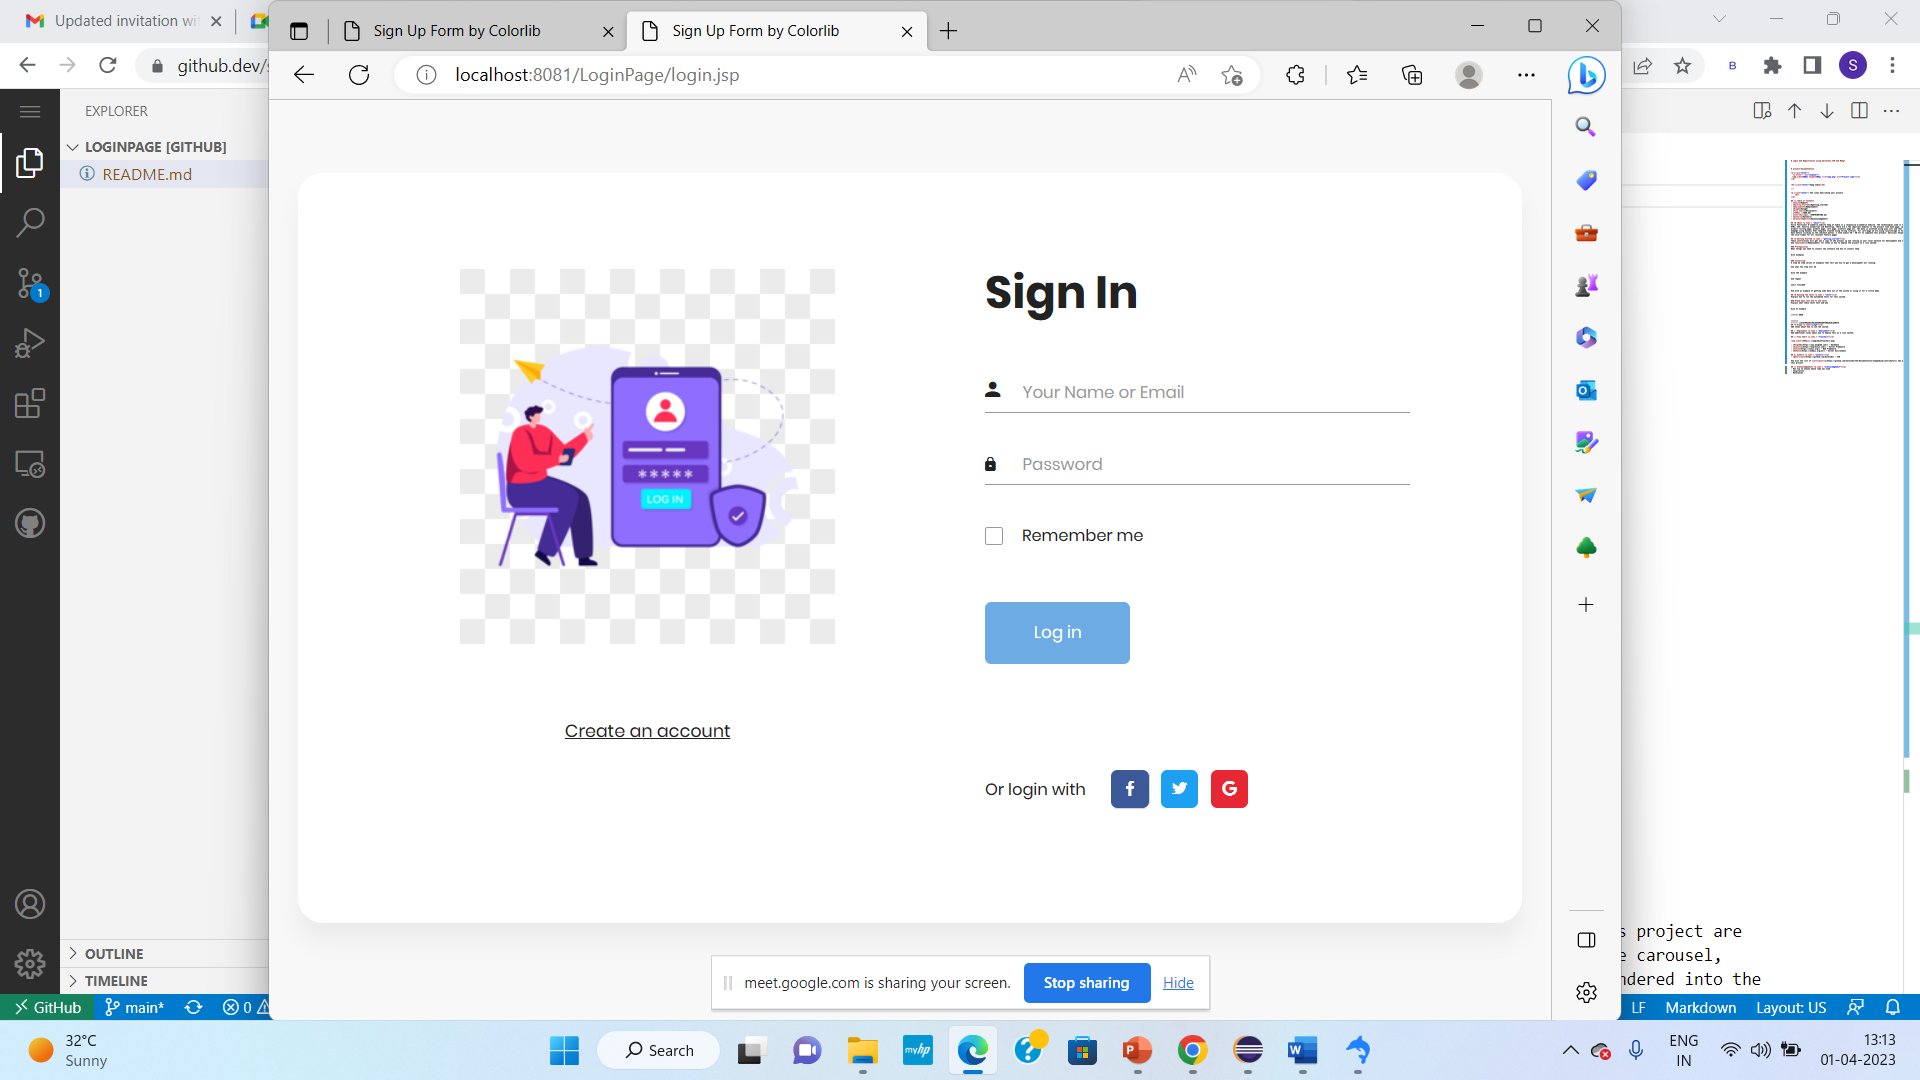 Updated invitation wi
github.dev/s
Sign Up Form by Colorlib
Sign Up Form by Colorlib
localhost:8081/LoginPage/login.jsp
S
B
EXPLORER
LOGINPAGE [GITHUB]
README.md
1
Sign In
Your Name or Email
Password
Remember me
Log in
*****
LOG IN
Create an account
Or login with
f
G
OUTLINE
TIMELINE
s project are
e carousel,
ndered into the
meet.google.com is sharing your screen.
Stop sharing
Hide
GitHub
main*
0
LF
Markdown
Layout: US
32°C
Sunny
Search
myhp
ENG
IN
13:13
01-04-2023